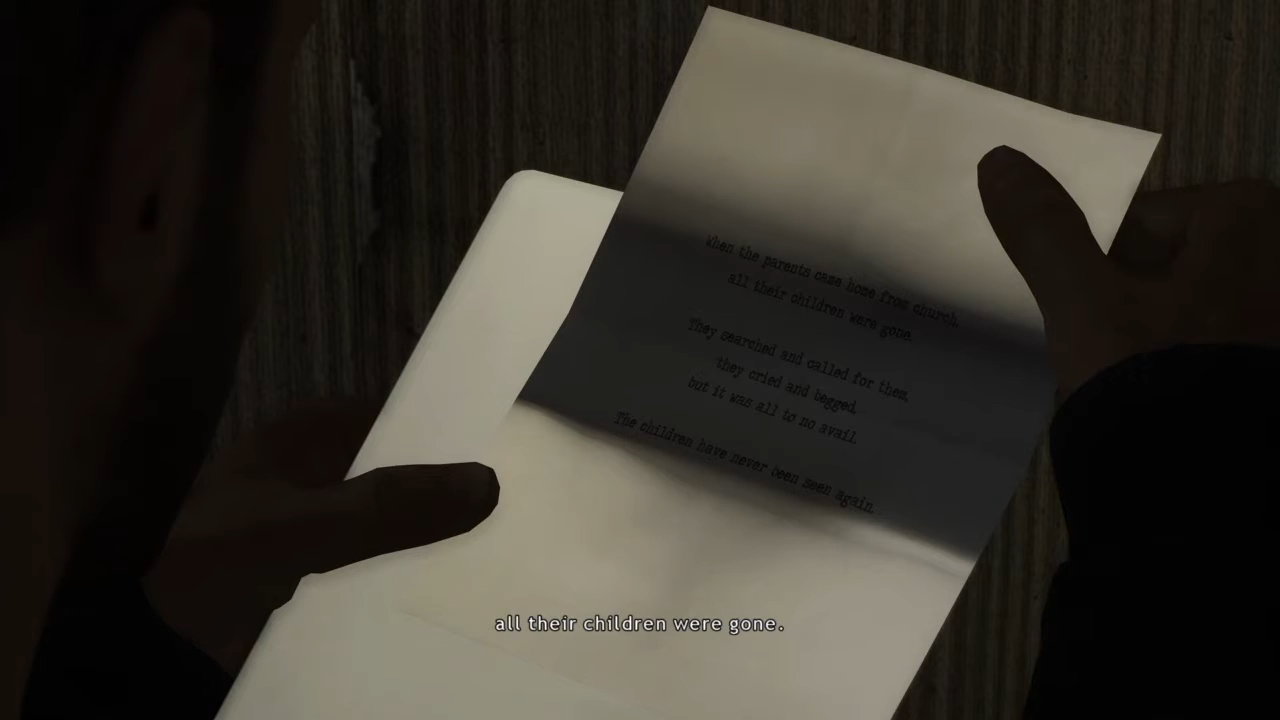 When the parents came home from church,
all their children were gone.
They searched and called for them,
they cried and begged,
but it was all to no avail.
The children have never been seen again.
all their children were gone.